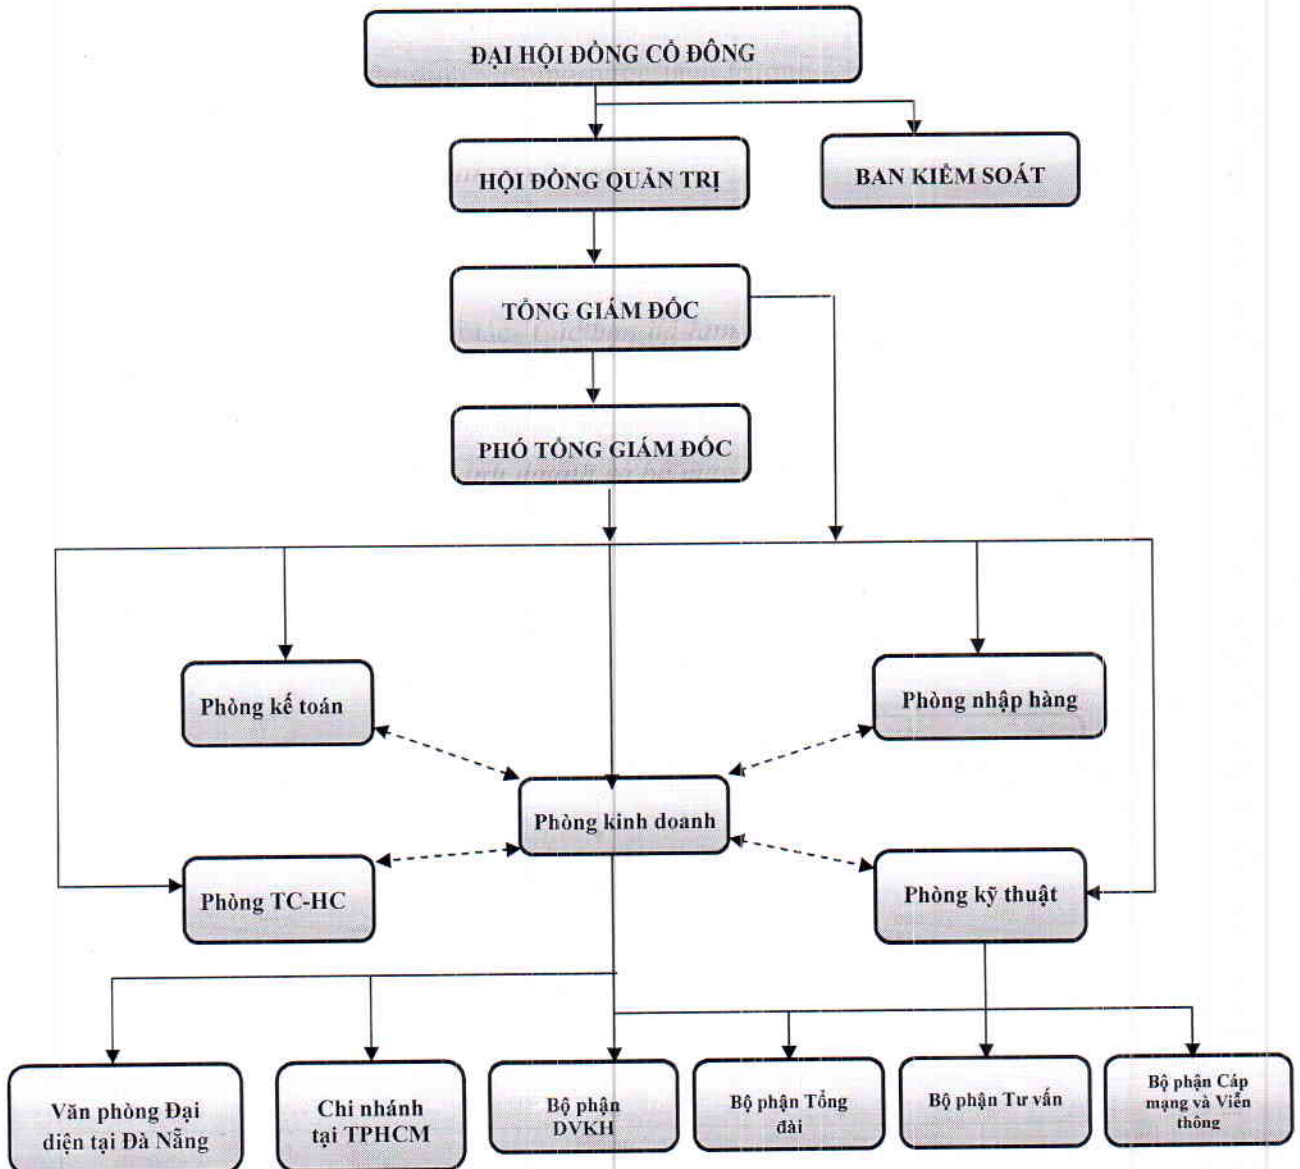 ĐẠI HỘI ĐỒNG CỔ ĐÔNG
HỘI ĐỒNG QUẢN TRỊ
BAN KIỂM SOÁT
TỔNG GIÁM ĐỐC
PHÓ TỔNG GIÁM ĐỐC
Phòng kế toán
Phòng nhập hàng
Phòng kinh doanh
Phòng TC-HC
Phòng kỹ thuật
Văn phòng Đại
diện tại Đà Nẵng
Chi nhánh
tại TPHCM
Bộ phận
DVKH
Bộ phận Tổng
đài
Bộ phận Tư vấn
Bộ phận Cáp
mạng và Viễn
thông